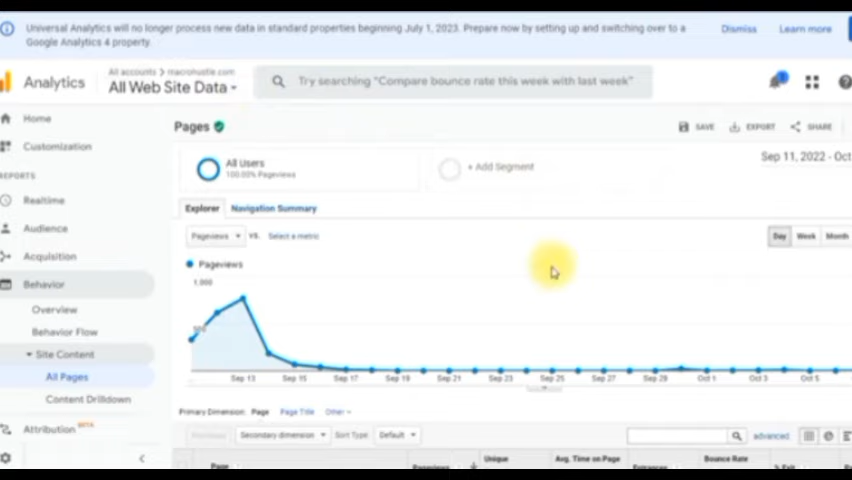 Universal Analytics will no longer process new data in standard properties beginning July 1, 2023. Prepare now by setting up and switching over to a
Google Analytics 4 property.
Dismiss
Learn more
Analytics
All accounts > macrohustle.com
All Web Site Data
Try searching "Compare bounce rate this week with last week"
Home
Customization
REPORTS
Realtime
Audience
Acquisition
Behavior
Overview
Behavior Flow
Site Content
All Pages
Content Drilldown
Attribution BETA
Pages
SAVE
EXPORT
SHARE
All Users
100.00% Pageviews
+ Add Segment
Sep 11, 2022 - Oct
Explorer
Navigation Summary
Pageviews
VS.
Select a metric
Day
Week
Month
Pageviews
1,000
500
Sep 13
Sep 15
Sep 17
Sep 19
Sep 21
Sep 23
Sep 25
Sep 27
Sep 29
Oct 1
Oct 3
Oct 5
Primary Dimension: Page Page Title Other
Secondary dimension
Sort Type:
Default
advanced
Page
Pageviews
Unique
Avg. Time on Page
Entrances
Bounce Rate
% Exit